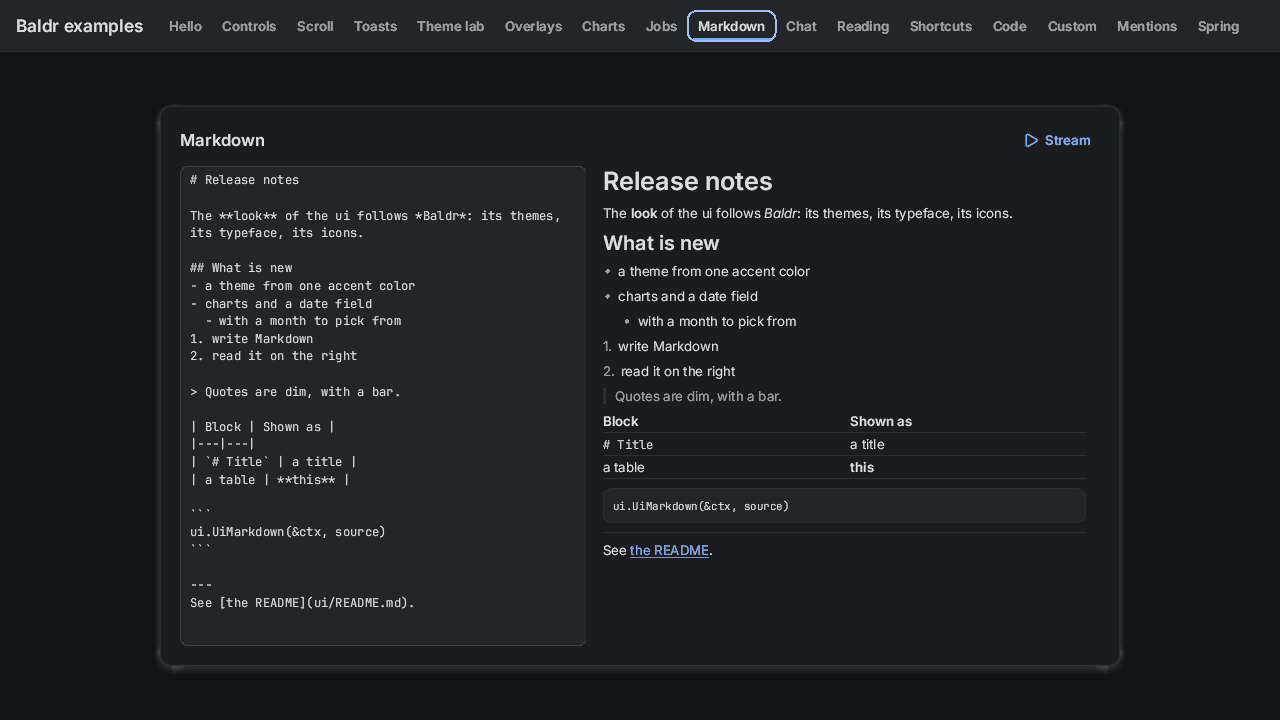 Baldr examples Hello Controls Scroll Toasts Theme lab Overlays Charts Jobs Markdown Chat Reading Shortcuts Code Custom Mentions Spring
Markdown
Stream
# Release notes
The **look** of the ui follows *Baldr*: its themes,
its typeface, its icons.
## What is new
- a theme from one accent color
- charts and a date field
  - with a month to pick from
1. write Markdown
2. read it on the right
> Quotes are dim, with a bar.
| Block | Shown as |
|---|---|
| `# Title` | a title |
| a table | **this** |
```
ui.UiMarkdown(&ctx, source)
```
---
See [the README](ui/README.md).
Release notes
The look of the ui follows Baldr: its themes, its typeface, its icons.
What is new
• a theme from one accent color
• charts and a date field
• with a month to pick from
1. write Markdown
2. read it on the right
Quotes are dim, with a bar.
Block Shown as
# Title a title
a table this
ui.UiMarkdown(&ctx, source)
See the README.